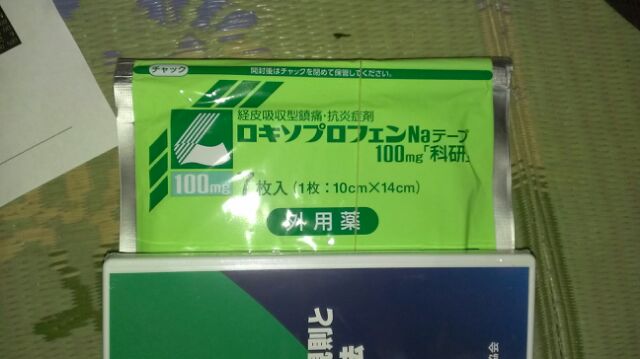 チャック
開封後はチャックを閉めて保管してください。
経皮吸収型鎮痛・抗炎症剤
ロキソプロフェンNaテープ
100mg「科研」
100mg 7枚入(1枚:10cm×14cm)
外用薬